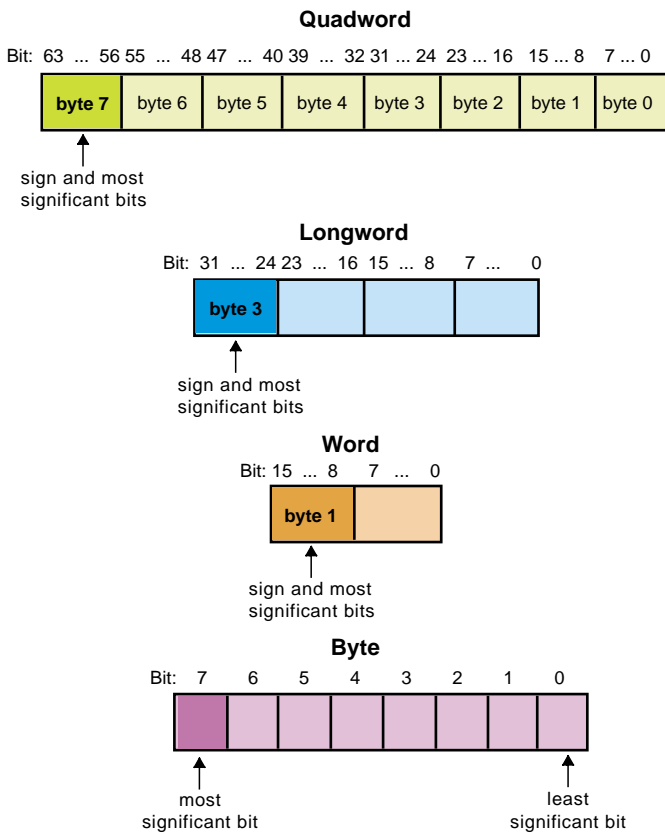 Quadword
Bit: 63 ... 56 55 ... 48 47 ... 40 39 ... 32 31 ... 24 23 ... 16 15 ... 8 7 ... 0
byte 7 byte 6 byte 5 byte 4 byte 3 byte 2 byte 1 byte 0
sign and most
significant bits
Longword
Bit: 31 ... 24 23 ... 16 15 ... 8 7 ... 0
byte 3
sign and most
significant bits
Word
Bit: 15 ... 8 7 ... 0
byte 1
sign and most
significant bits
Byte
Bit: 7 6 5 4 3 2 1 0
most
significant bit
least
significant bit